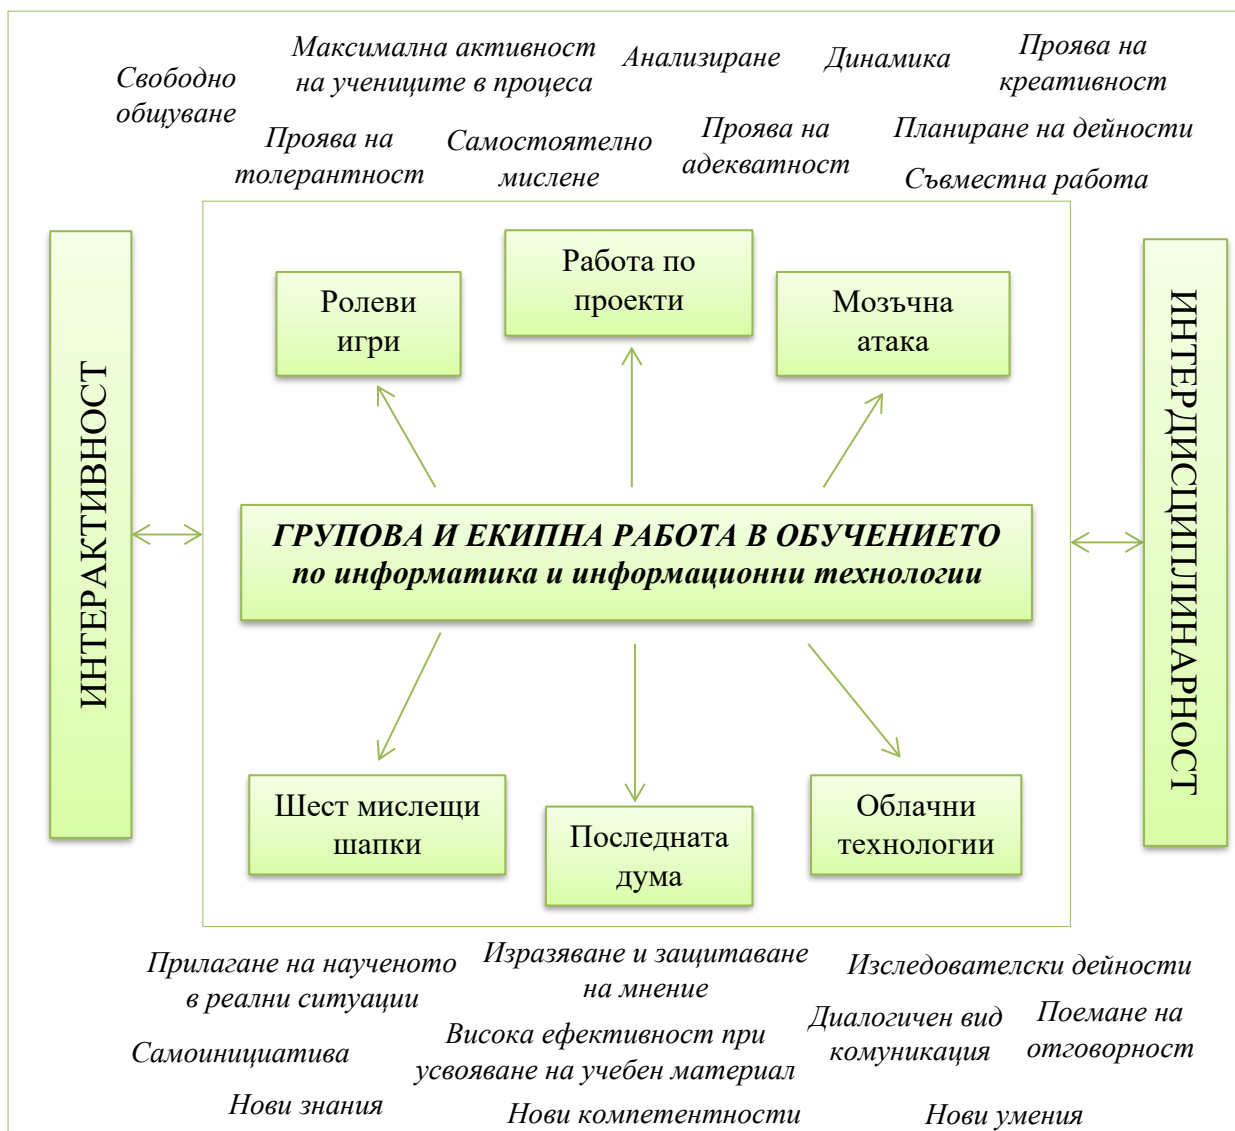 Свободно
общуване
Максимална активност
на учениците в процеса
Анализиране
Динамика
Проява на
креативност
Проява на
толерантност
Самостоятелно
мислене
Проява на
адекватност
Планиране на дейности
Съвместна работа
ИНТЕРАКТИВНОСТ
Ролеви
игри
Работа по
проекти
Мозъчна
атака
ГРУПОВА И ЕКИПНА РАБОТА В ОБУЧЕНИЕТО
по информатика и информационни технологии
Шест мислещи
шапки
Последната
дума
Облачни
технологии
ИНТЕРДИСЦИПЛИНАРНОСТ
Прилагане на наученото
в реални ситуации
Изразяване и защитаване
на мнение
Изследователски дейности
Самоинициатива
Висока ефективност при
усвояване на учебен материал
Диалогичен вид
комуникация
Поемане на
отговорност
Нови знания
Нови компетентности
Нови умения